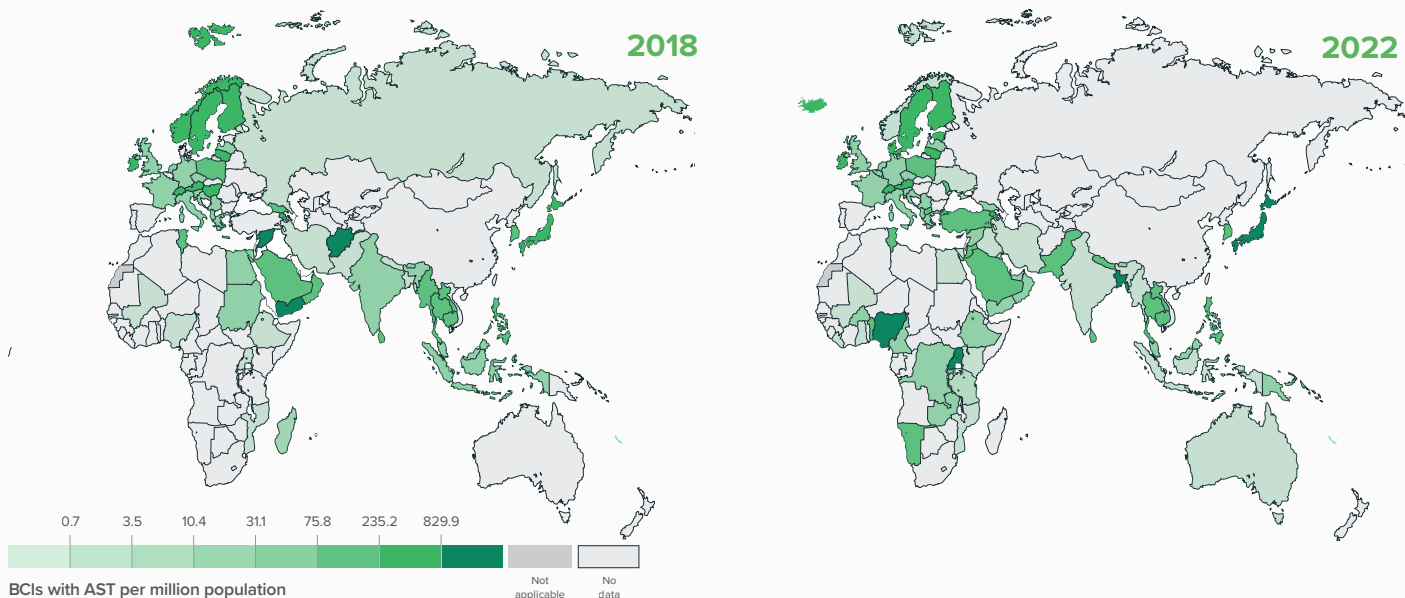 2018
2022
/
0.7 3.5 10.4 31.1 75.8 235.2 829.9
BCIs with AST per million population
Not
applicable
No
data